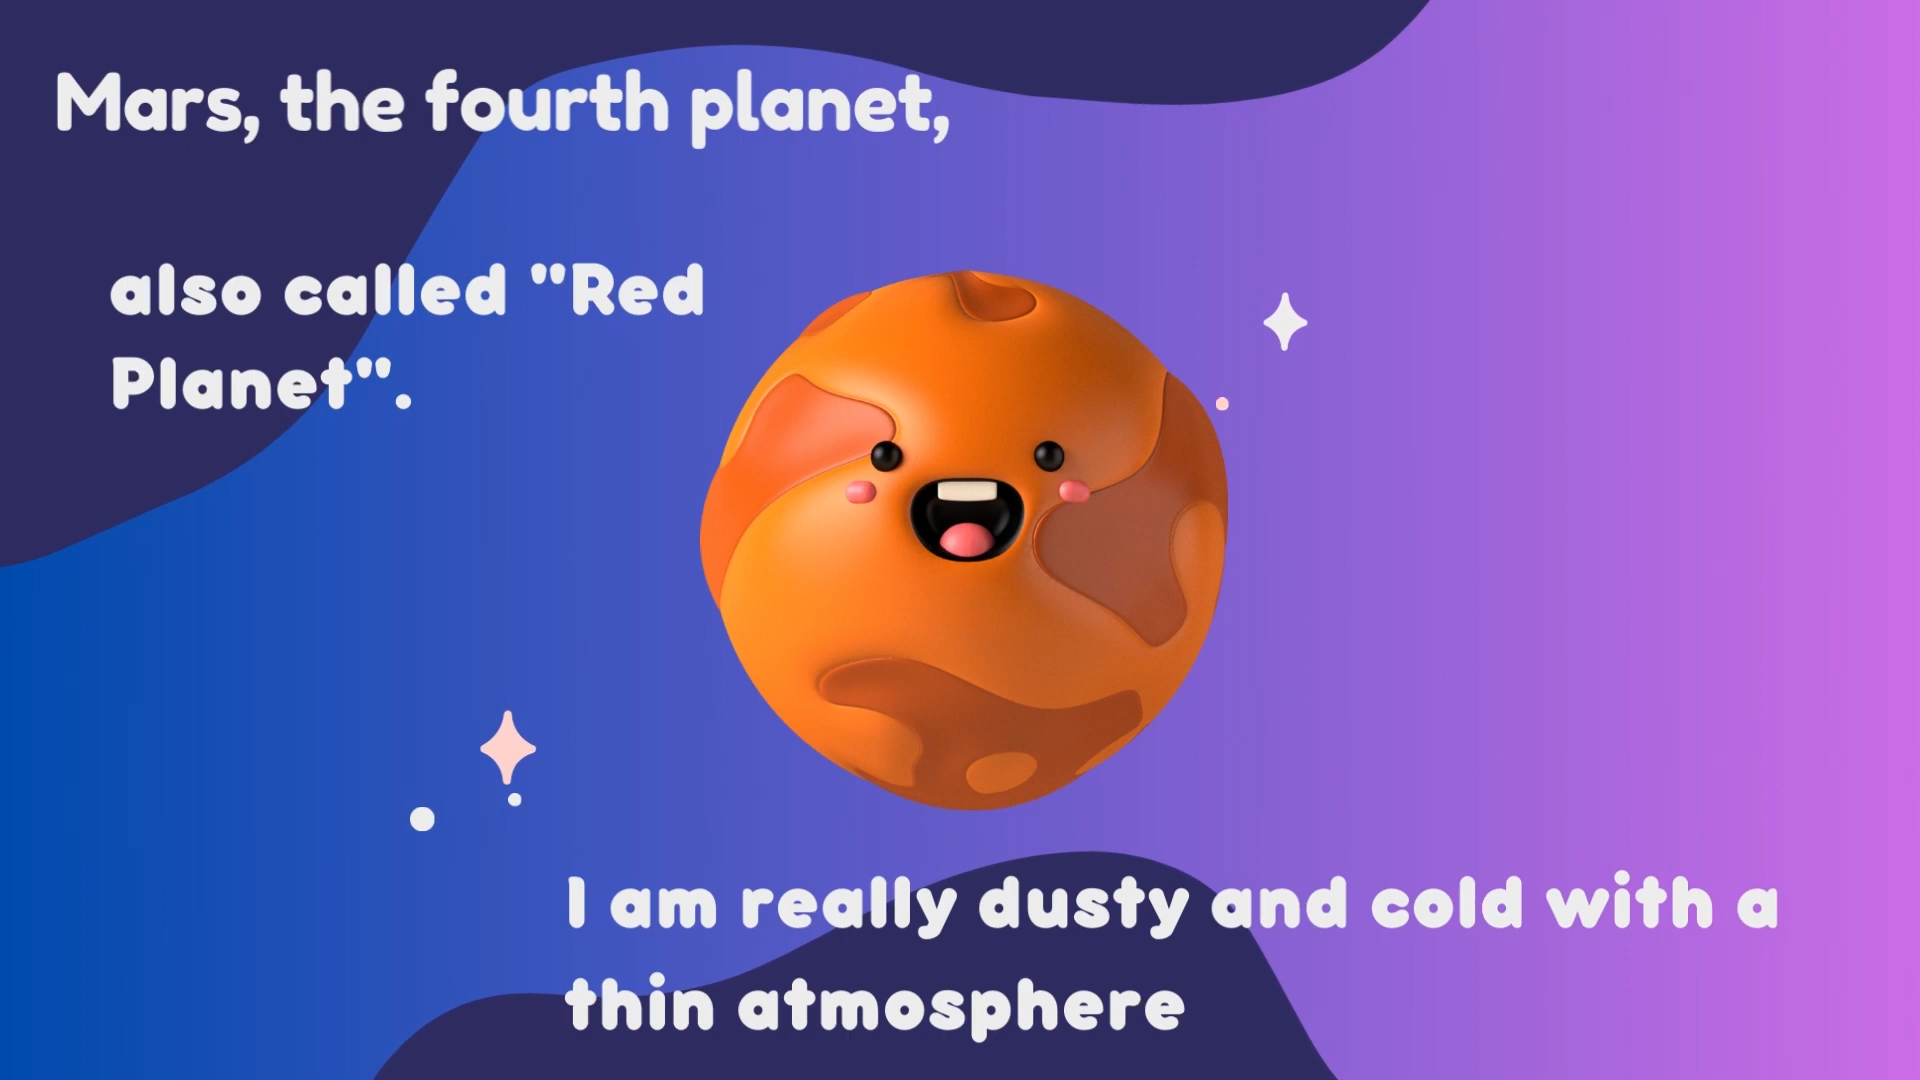 Mars, the fourth planet,
also called "Red
Planet".
I am really dusty and cold with a
thin atmosphere